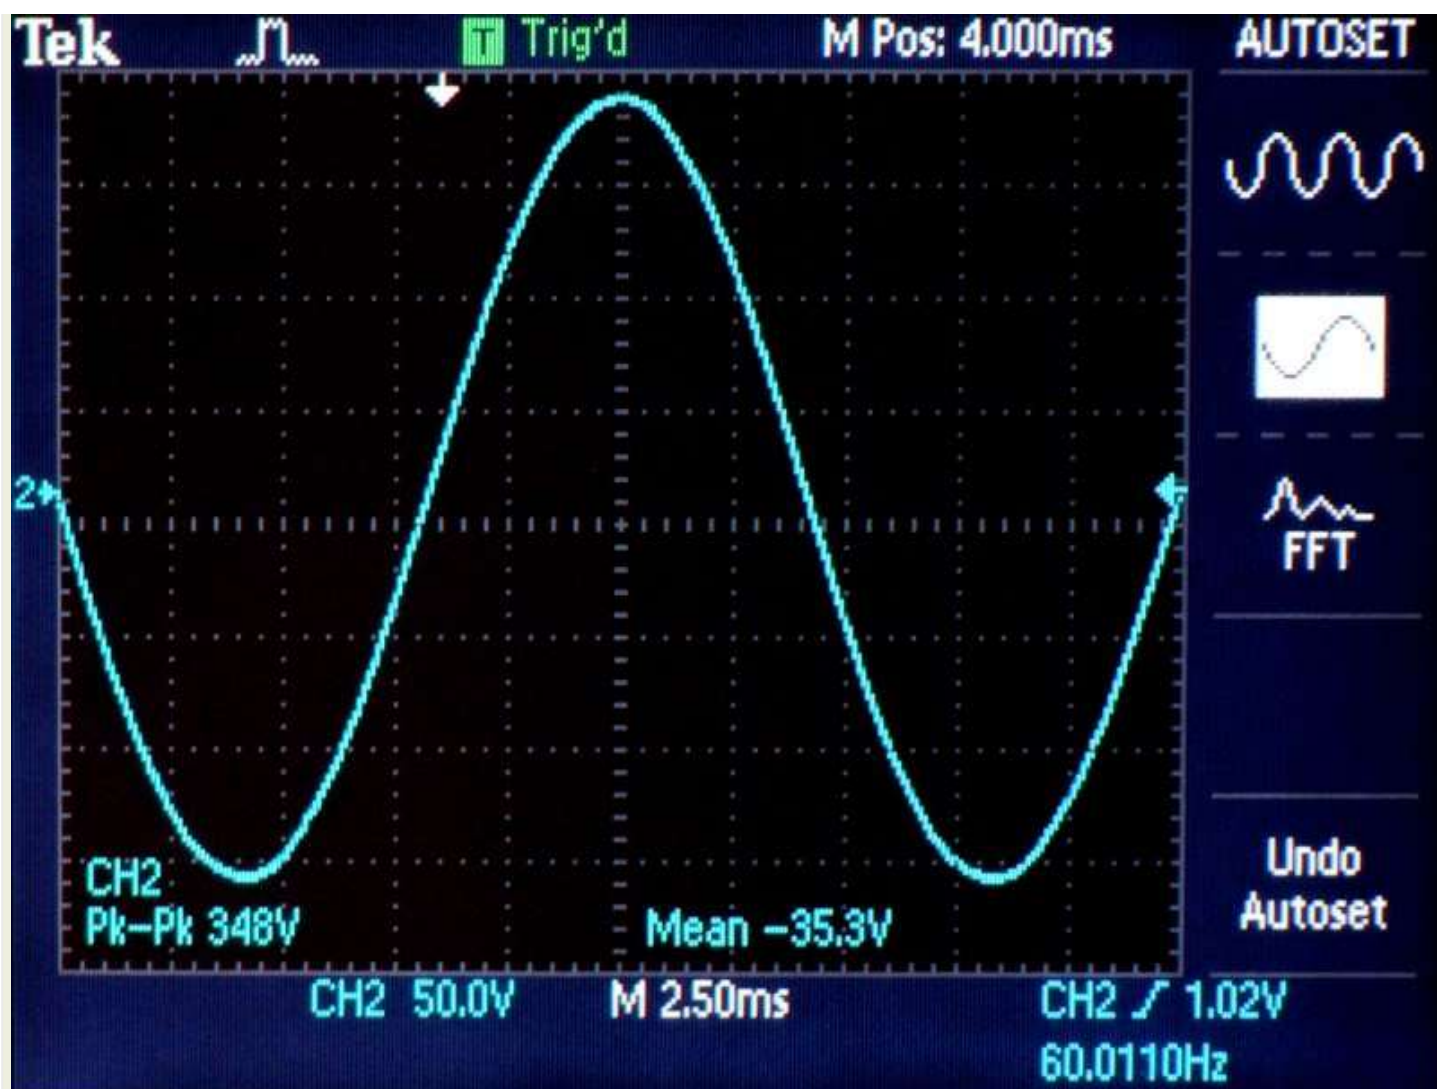 Tek T Trig'd M Pos: 4.000ms AUTOSET
2
FFT
CH2
Pk-Pk 348V Mean -35.3V
Undo
Autoset
CH2 50.0V M 2.50ms CH2 1.02V
60.0110Hz